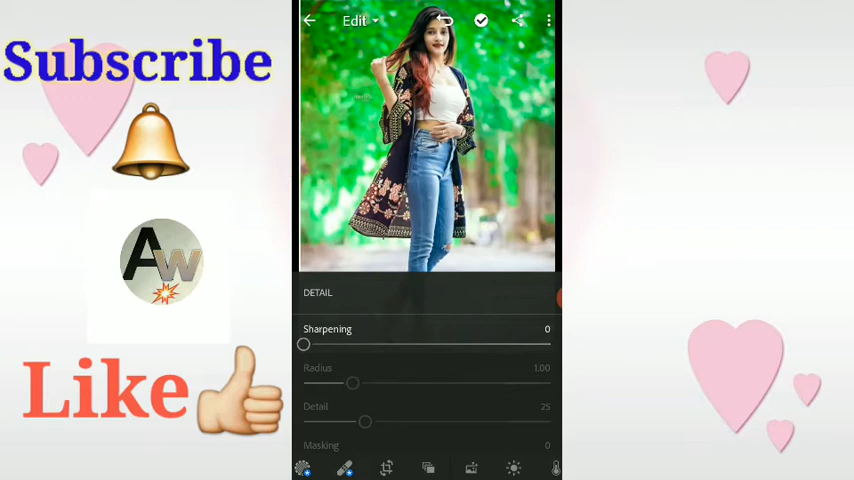 Subscribe
AW
Like
Edit
DETAIL
Sharpening 0
Radius 1.00
Detail 25
Masking 0